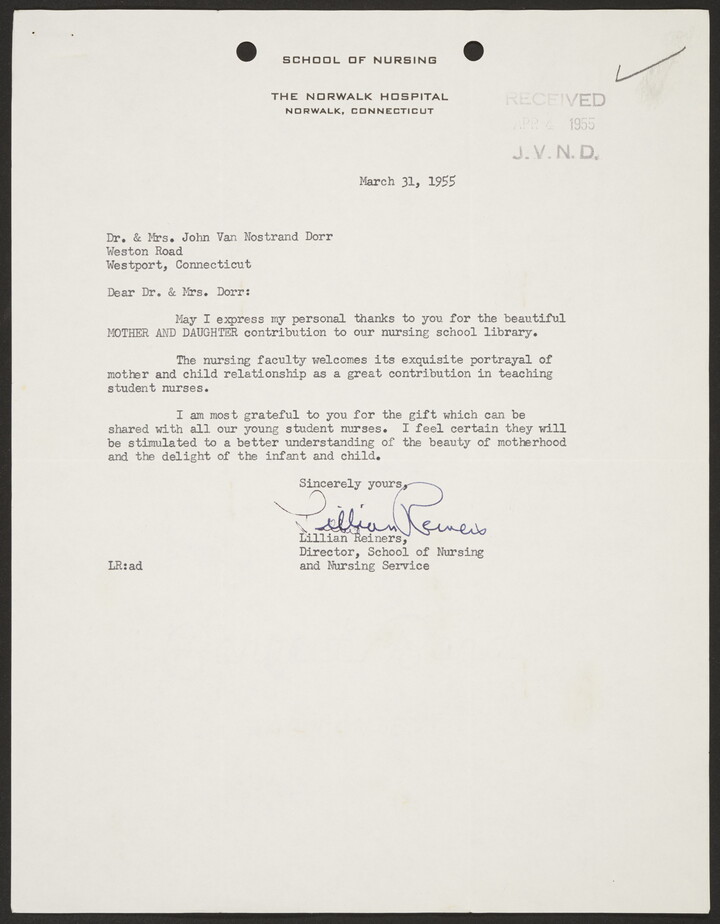 SCHOOL OF NURSING
THE NORWALK HOSPITAL
NORWALK, CONNECTICUT
RECEIVED
APR 1955
J. V. N. D.
March 31, 1955
Dr. & Mrs. John Van Nostrand Dorr
Weston Road
Westport, Connecticut
Dear Dr. & Mrs. Dorr:
May I express my personal thanks to you for the beautiful
MOTHER AND DAUGHTER contribution to our nursing school library.
The nursing faculty welcomes its exquisite portrayal of
mother and child relationship as a great contribution in teaching
student nurses.
I am most grateful to you for the gift which can be
shared with all our young student nurses. I feel certain they will
be stimulated to a better understanding of the beauty of motherhood
and the delight of the infant and child.
Sincerely yours,
Lillian Reiners
Lillian Reiners,
Director, School of Nursing
LR:ad and Nursing Service